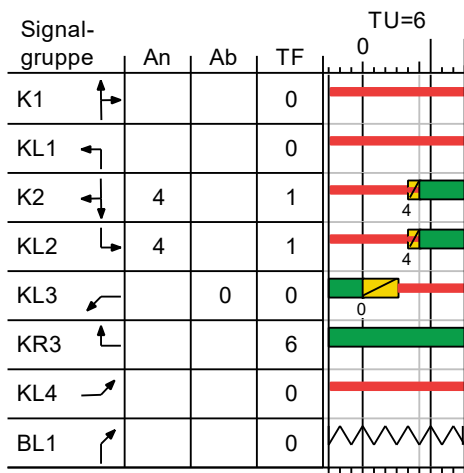 TU=6
Signal-
gruppe An Ab TF 0
K1 0
KL1 0
K2 4 1 4
KL2 4 1 4
KL3 0 0 0
KR3 6
KL4 0
BL1 0